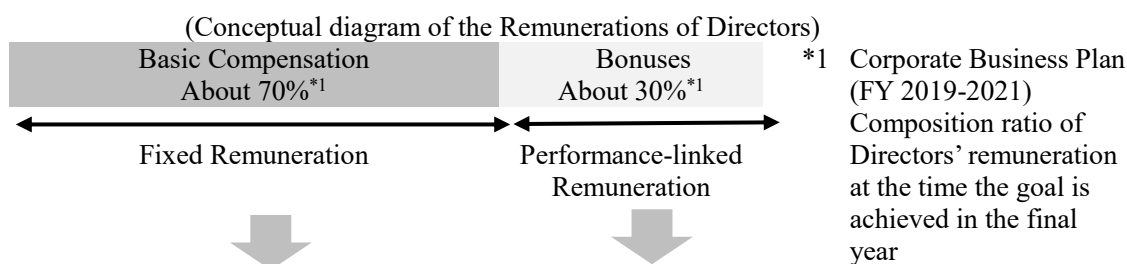 (Conceptual diagram of the Remunerations of Directors)
Basic Compensation
About 70%*1
Bonuses
About 30%*1
Fixed Remuneration
Performance-linked
Remuneration
*1 Corporate Business Plan
(FY 2019-2021)
Composition ratio of
Directors’ remuneration
at the time the goal is
achieved in the final
year